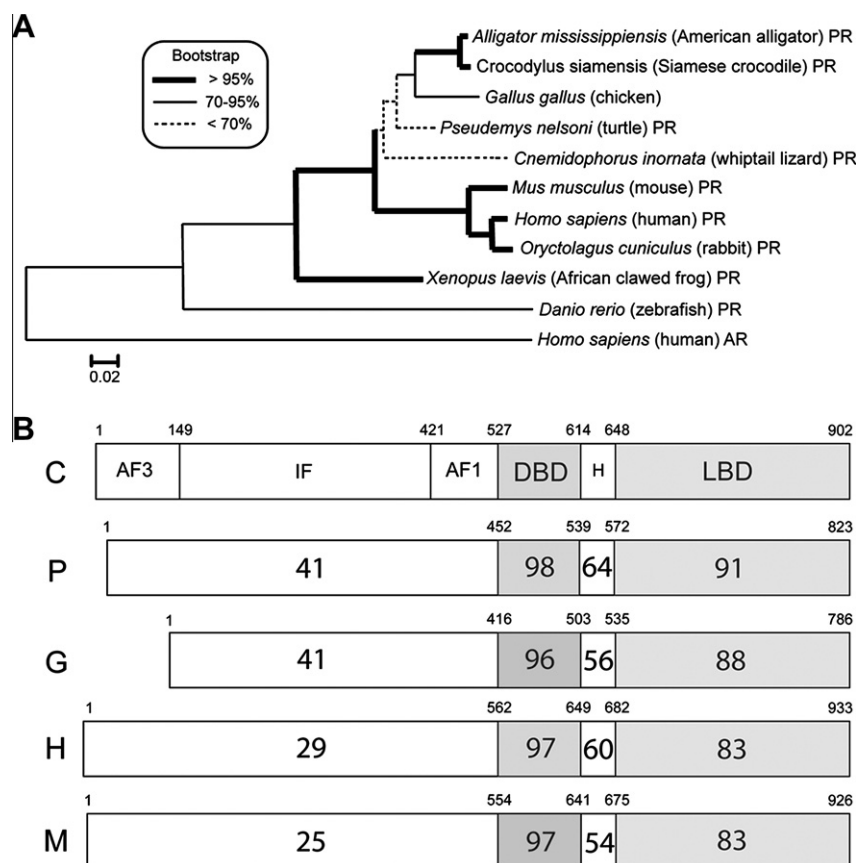 A
Bootstrap
> 95%
70-95%
< 70%
Alligator mississippiensis (American alligator) PR
Crocodylus siamensis (Siamese crocodile) PR
Gallus gallus (chicken)
Pseudemys nelsoni (turtle) PR
Cnemidophorus inornata (whiptail lizard) PR
Mus musculus (mouse) PR
Homo sapiens (human) PR
Oryctolagus cuniculus (rabbit) PR
Xenopus laevis (African clawed frog) PR
Danio rerio (zebrafish) PR
Homo sapiens (human) AR
0.02
B
1 149 421 527 614 648 902
C AF3 IF AF1 DBD H LBD
1 452 539 572 823
P 41 98 64 91
1 416 503 535 786
G 41 96 56 88
1 562 649 682 933
H 29 97 60 83
1 554 641 675 926
M 25 97 54 83